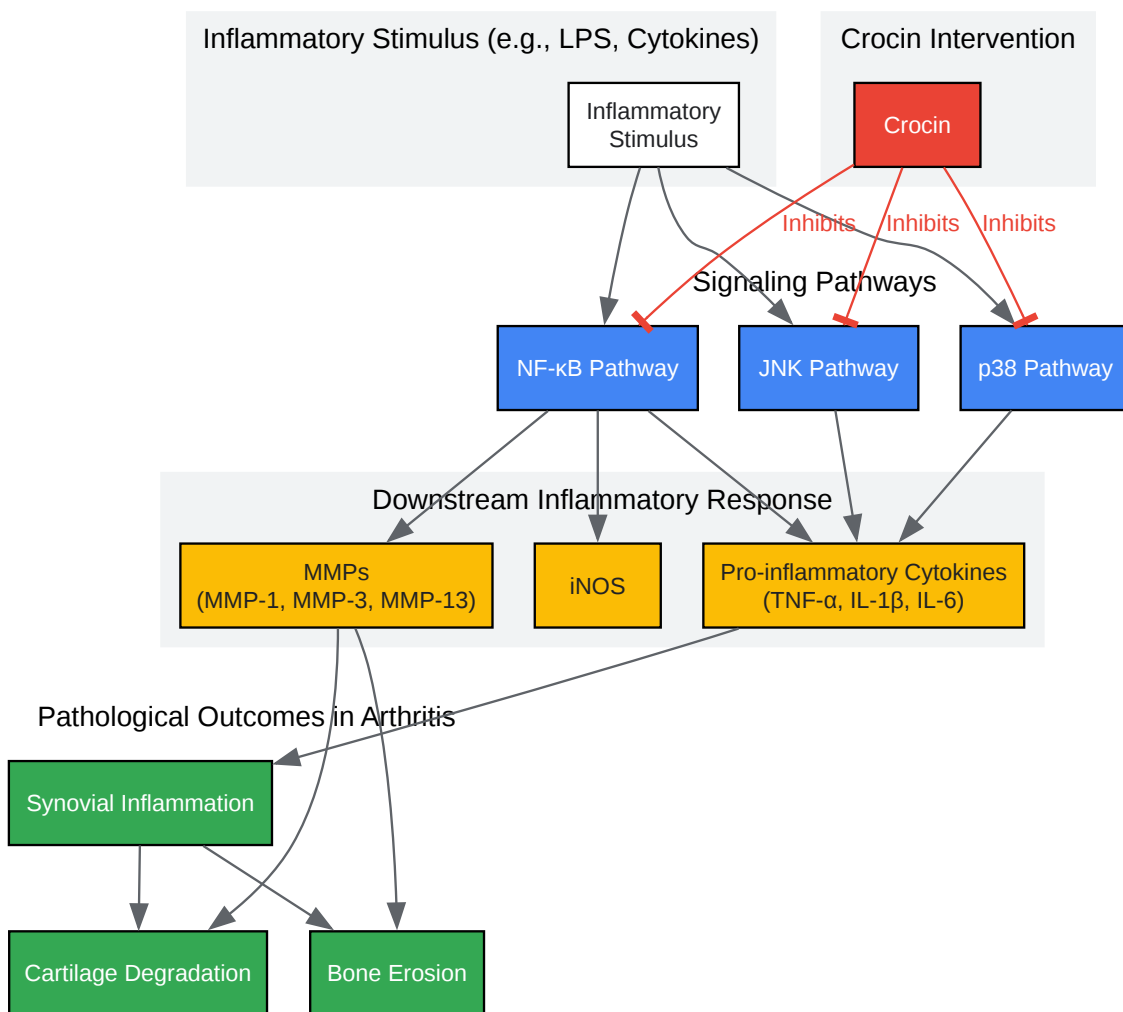 Inflammatory Stimulus (e.g., LPS, Cytokines)
Crocin Intervention
Inflammatory
Stimulus
Crocin
Inhibits
Inhibits
Inhibits
Signaling Pathways
NF-κB Pathway
JNK Pathway
p38 Pathway
Downstream Inflammatory Response
MMPs
(MMP-1, MMP-3, MMP-13)
iNOS
Pro-inflammatory Cytokines
(TNF-α, IL-1β, IL-6)
Pathological Outcomes in Arthritis
Synovial Inflammation
Cartilage Degradation
Bone Erosion